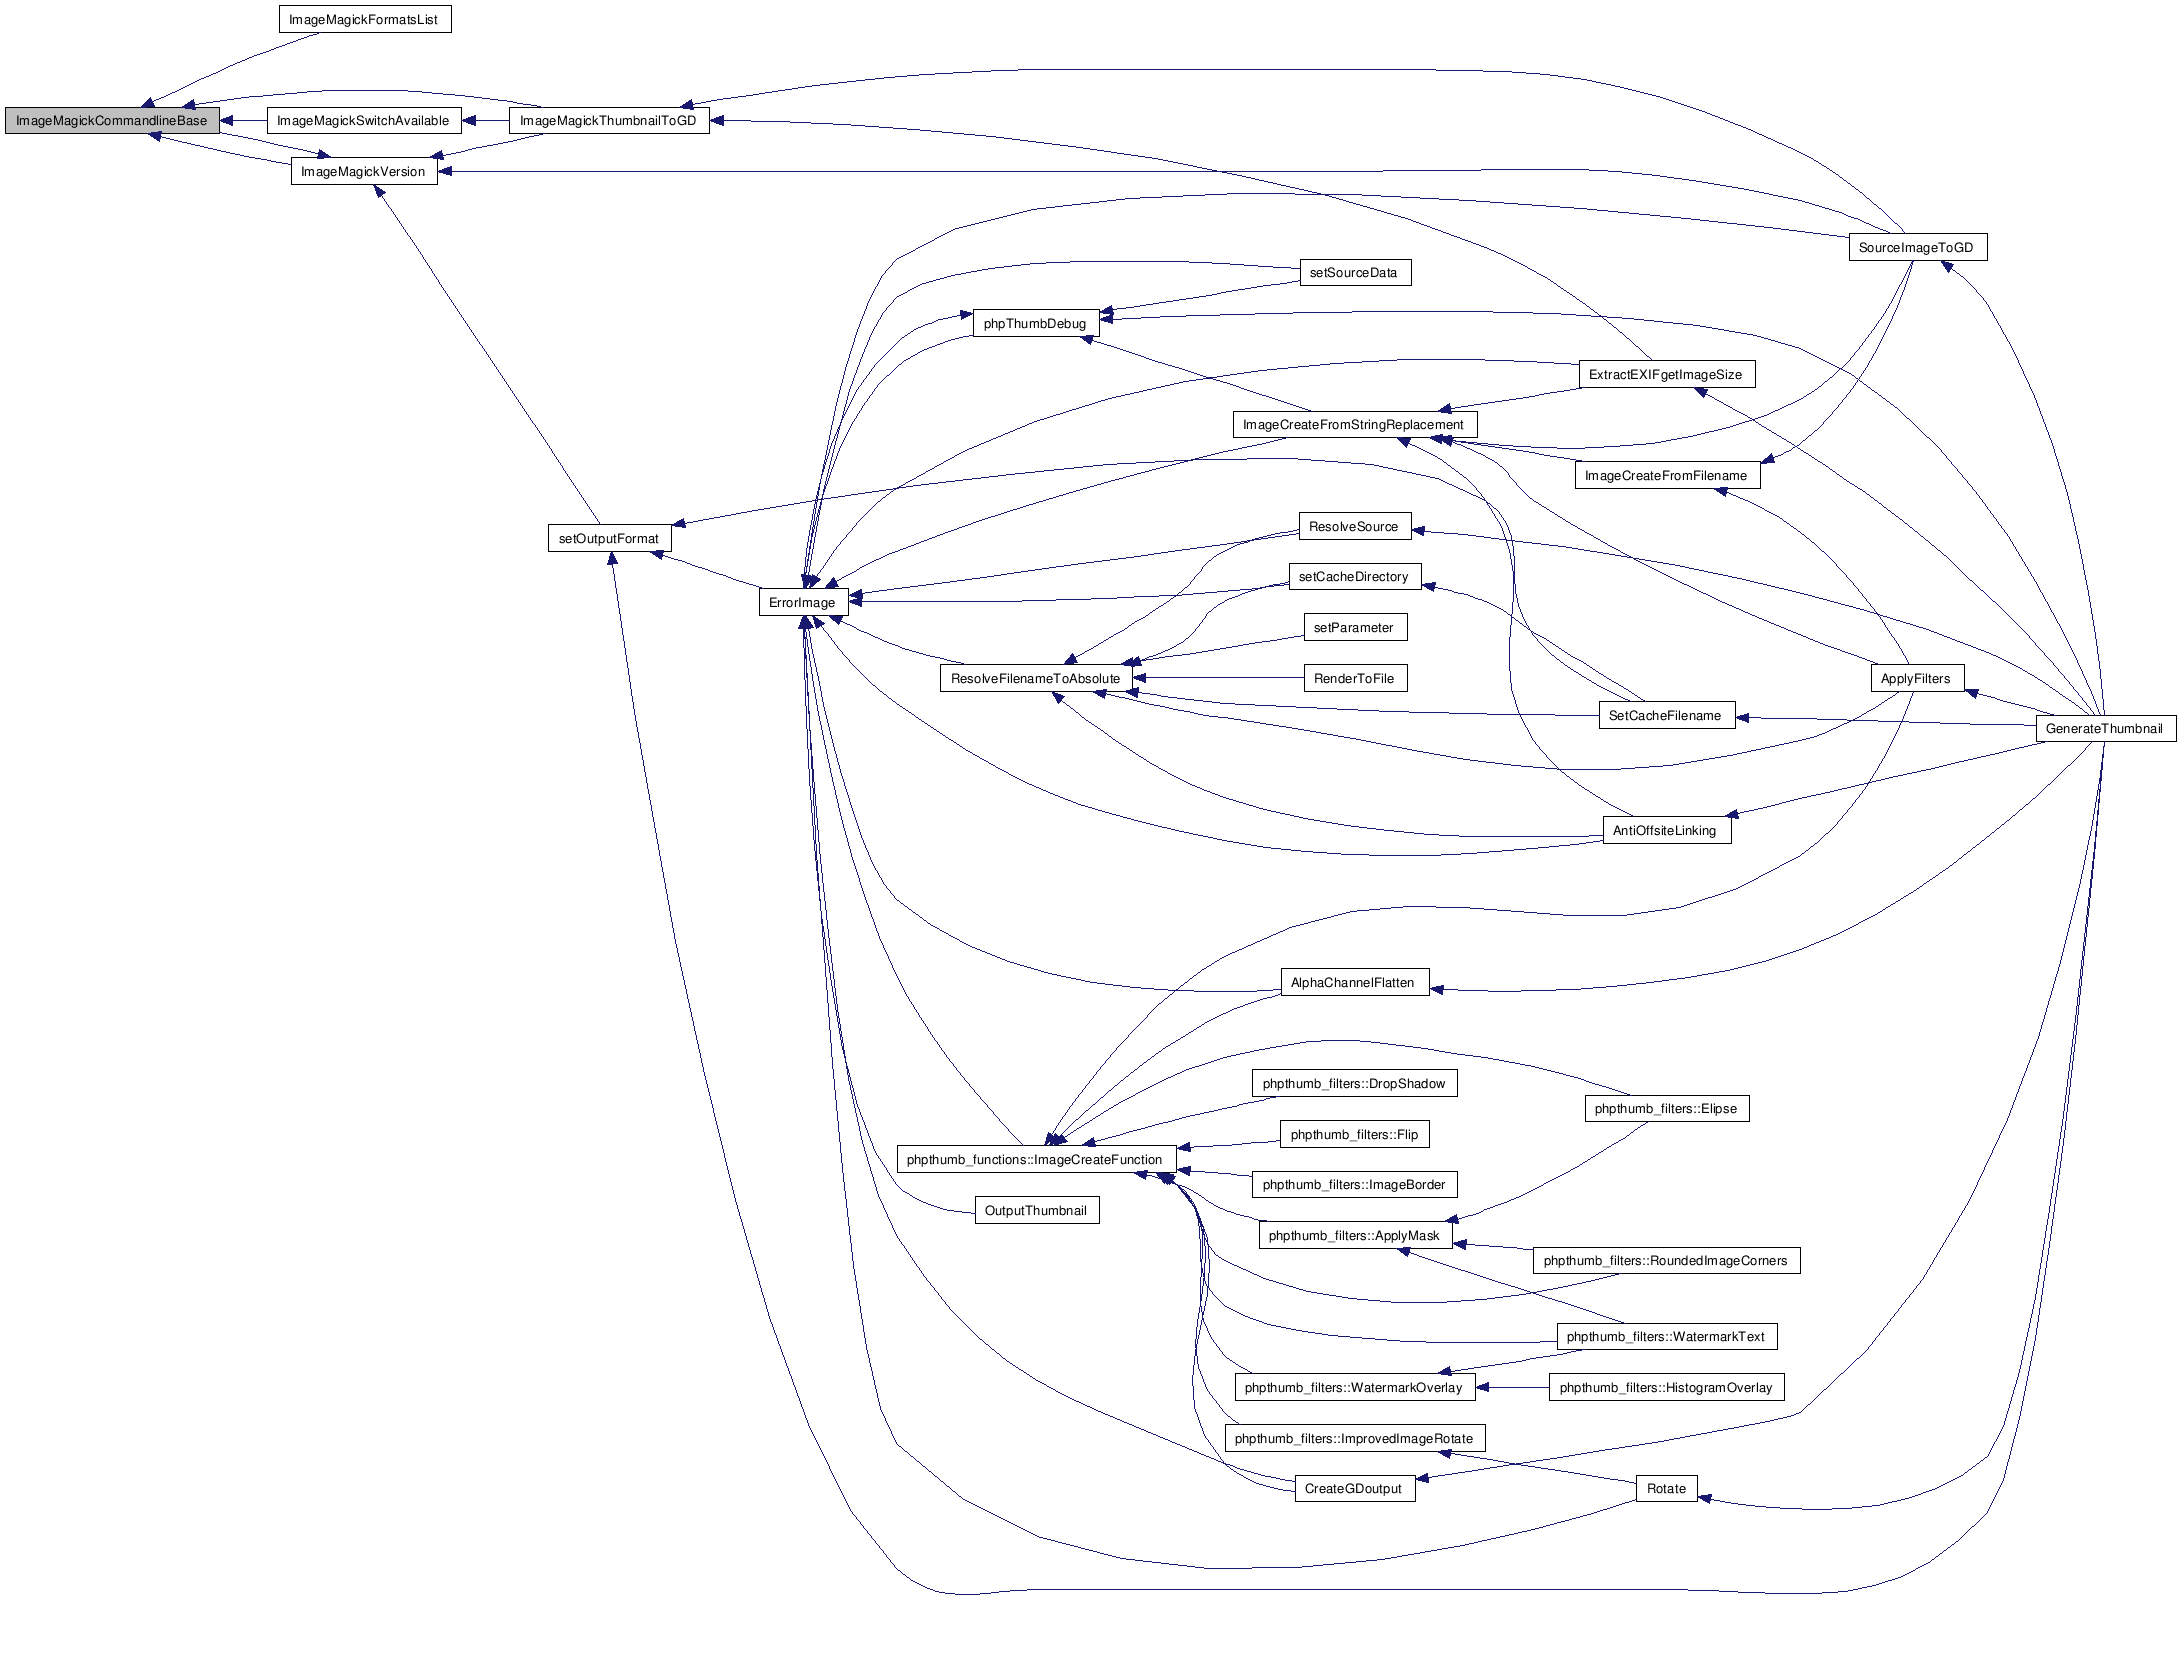 ImageMagickFormatsList
ImageMagickCommandlineBase
ImageMagickSwitchAvailable
ImageMagickThumbnailToGD
ImageMagickVersion
SourceImageToGD
setSourceData
phpThumbDebug
ExtractEXIFgetImageSize
ImageCreateFromStringReplacement
ImageCreateFromFilename
ResolveSource
setOutputFormat
setCacheDirectory
ErrorImage
setParameter
ResolveFilenameToAbsolute
RenderToFile
ApplyFilters
SetCacheFilename
GenerateThumbnail
AntiOffsiteLinking
AlphaChannelFlatten
phpthumb_filters::DropShadow
phpthumb_filters::Elipse
phpthumb_filters::Flip
phpthumb_functions::ImageCreateFunction
phpthumb_filters::ImageBorder
OutputThumbnail
phpthumb_filters::ApplyMask
phpthumb_filters::RoundedImageCorners
phpthumb_filters::WatermarkText
phpthumb_filters::WatermarkOverlay
phpthumb_filters::HistogramOverlay
phpthumb_filters::ImprovedImageRotate
CreateGDoutput
Rotate